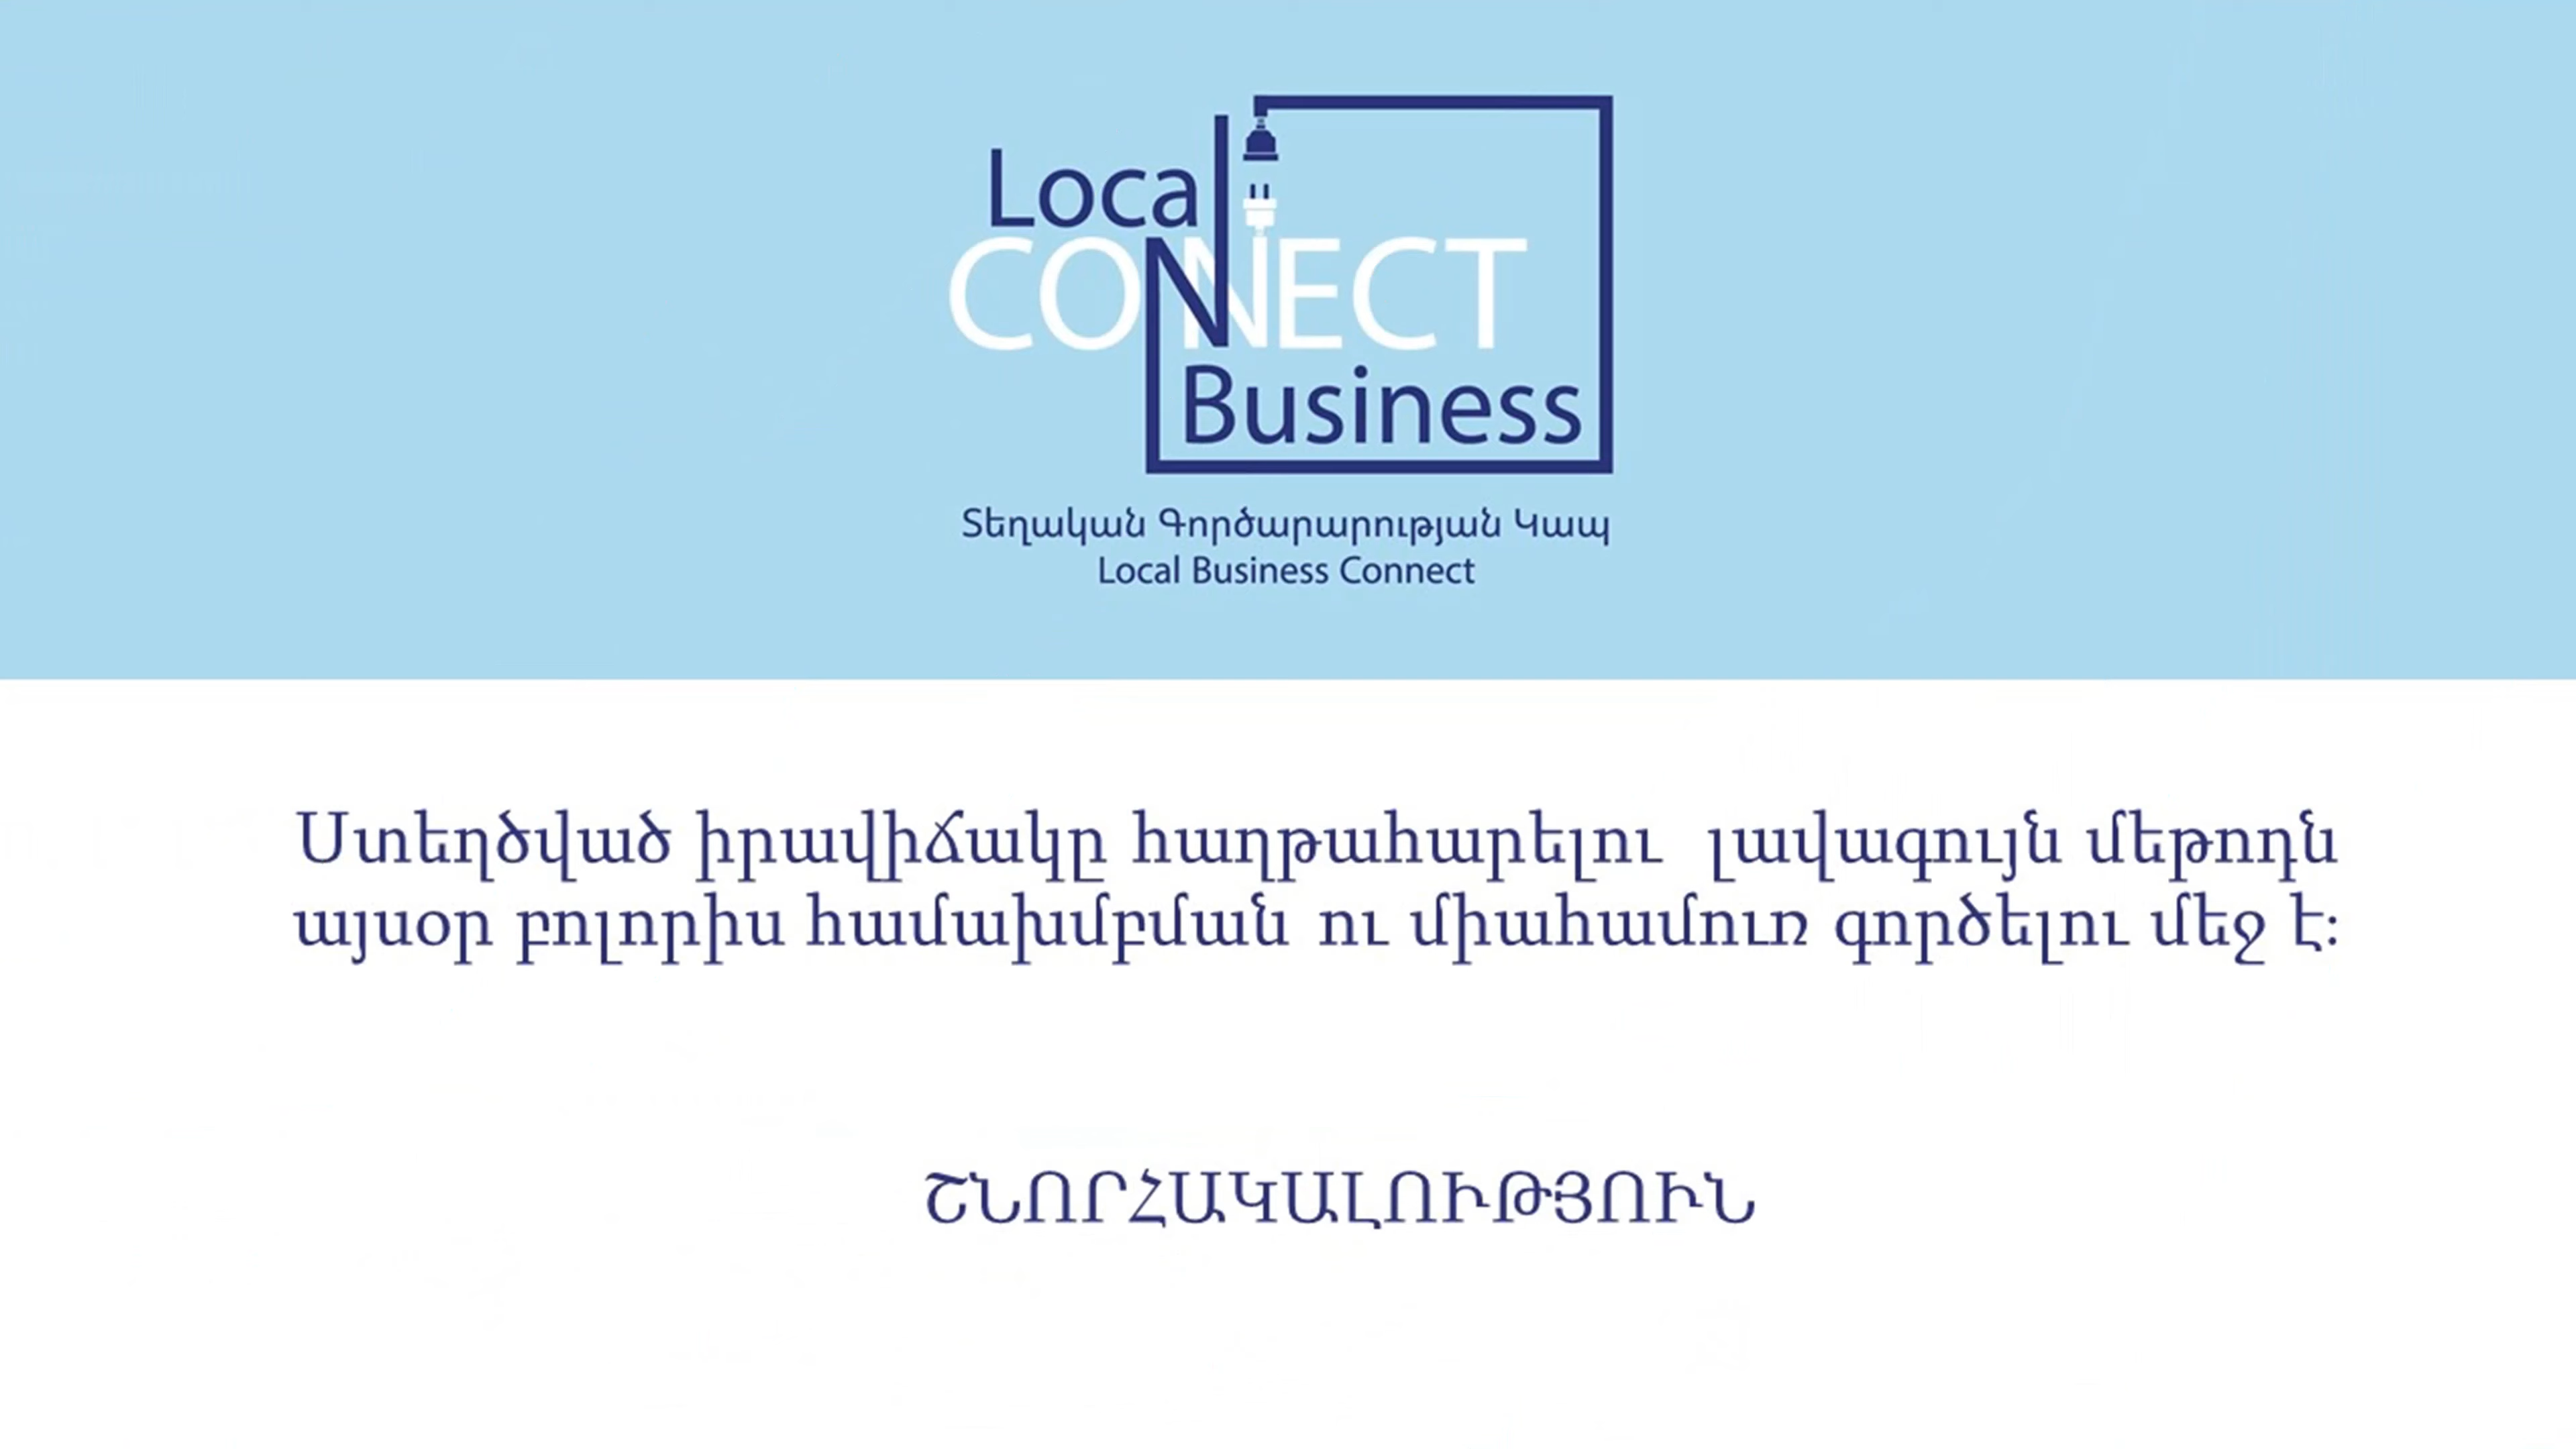 Local
CONNECT
Business
Տեղական Գործարարության Կապ
Local Business Connect
Ստեղծված իրավիճակը հաղթահարելու լավագույն մեթոդն
այսօր բոլորիս համախմբման ու միահամուռ գործելու մեջ է։
ՇՆՈՐՀԱԿԱԼՈՒԹՅՈՒՆ